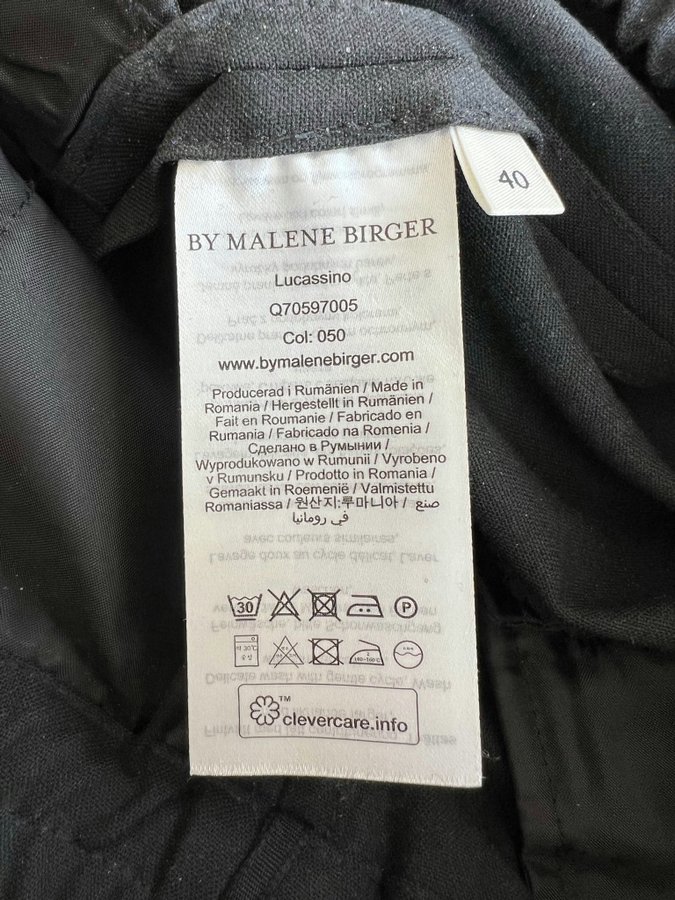 40
BY MALENE BIRGER
Lucassino
Q70597005
Col: 050
www.bymalenebirger.com
Producerad i Rumänien / Made in
Romania / Hergestellt in Rumänien /
Fait en Roumanie / Fabricado en
Rumania / Fabricado na Romenia /
Сделано в Румынии /
Wyprodukowano w Rumunii / Vyrobeno
v Rumunsku / Prodotto in Romania /
Gemaakt in Roemenië / Valmistettu
Romaniassa / 원산지:루마니아 / صنع
في رومانيا
30 P
clevercare.info
TM